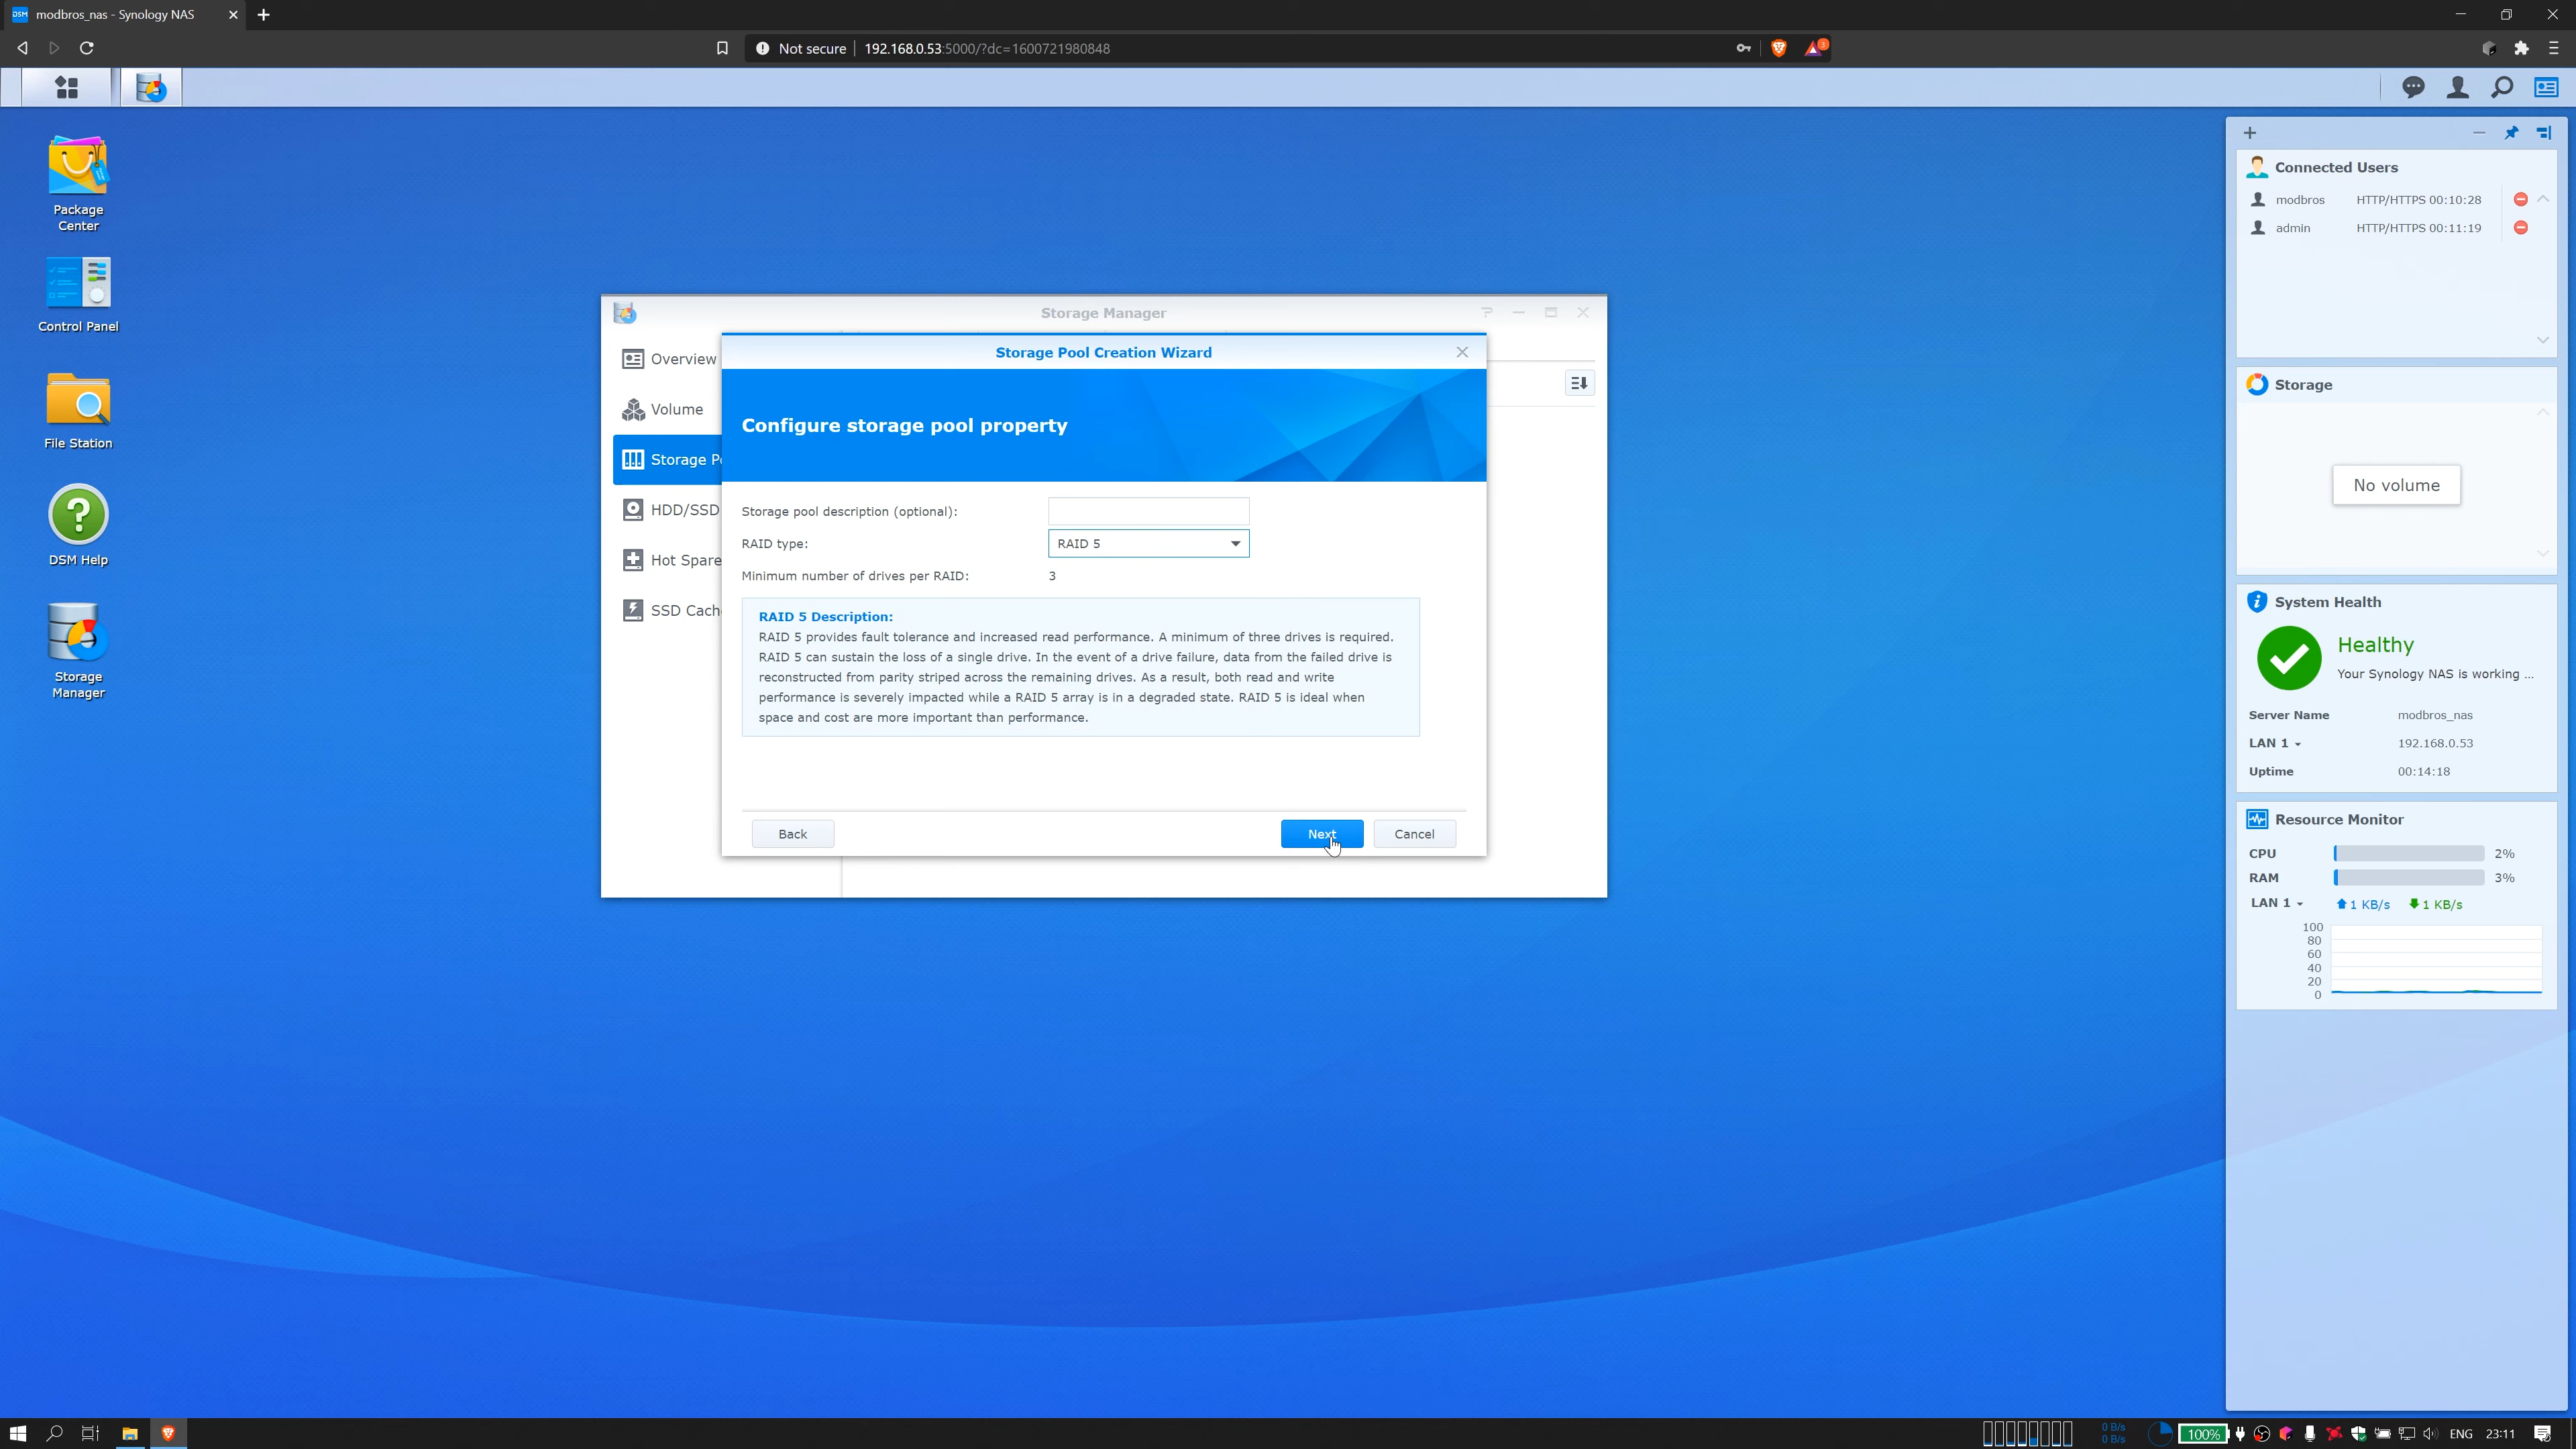 DSM
modbros_nas - Synology NAS
Not secure
192.168.0.53:5000/?dc=1600721980848
3
Package
Center
Control Panel
File Station
DSM Help
Storage
Manager
Storage Manager
Overview
Volume
Storage Po
HDD/SSD
Hot Spare
SSD Cach
Storage Pool Creation Wizard
Configure storage pool property
Storage pool description (optional):
RAID type:
RAID 5
Minimum number of drives per RAID:
3
RAID 5 Description:
RAID 5 provides fault tolerance and increased read performance. A minimum of three drives is required.
RAID 5 can sustain the loss of a single drive. In the event of a drive failure, data from the failed drive is
reconstructed from parity striped across the remaining drives. As a result, both read and write
performance is severely impacted while a RAID 5 array is in a degraded state. RAID 5 is ideal when
space and cost are more important than performance.
Back
Next
Cancel
Connected Users
modbros HTTP/HTTPS 00:10:28
admin HTTP/HTTPS 00:11:19
Storage
No volume
System Health
Healthy
Your Synology NAS is working ...
Server Name modbros_nas
LAN 1 192.168.0.53
Uptime 00:14:18
Resource Monitor
CPU 2%
RAM 3%
LAN 1 1 KB/s 1 KB/s
100
80
60
40
20
0
0 B/s
0 B/s
100%
ENG
23:11